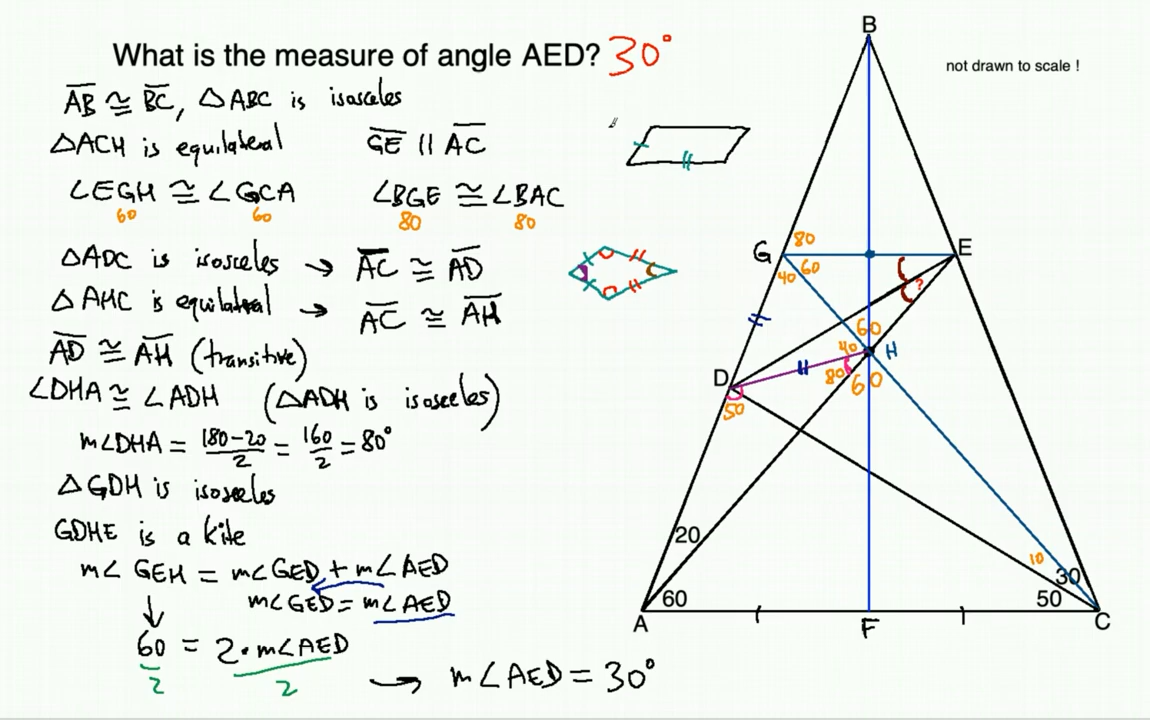 What is the measure of angle AED? 30°
not drawn to scale !
AB ≅ BC, △ABC is isosceles
△ACH is equilateral
GE || AC
∠EGH ≅ ∠GCA
60 60
∠BGE ≅ ∠BAC
80 80
△ADC is isosceles → AC ≅ AD
△AHC is equilateral → AC ≅ AH
AD ≅ AH (transitive)
∠DHA ≅ ∠ADH (△ADH is isosceles)
m∠DHA = 180-20/2 = 160/2 = 80°
△GDH is isosceles
GDHE is a kite
m∠GEH = m∠GED + m∠AED
m∠GED = m∠AED
60 = 2·m∠AED
2 2
→ m∠AED = 30°
B
G 80 E
40 60
?
60
40 H
D 80 60
50
20
10
30
60 50
A F C